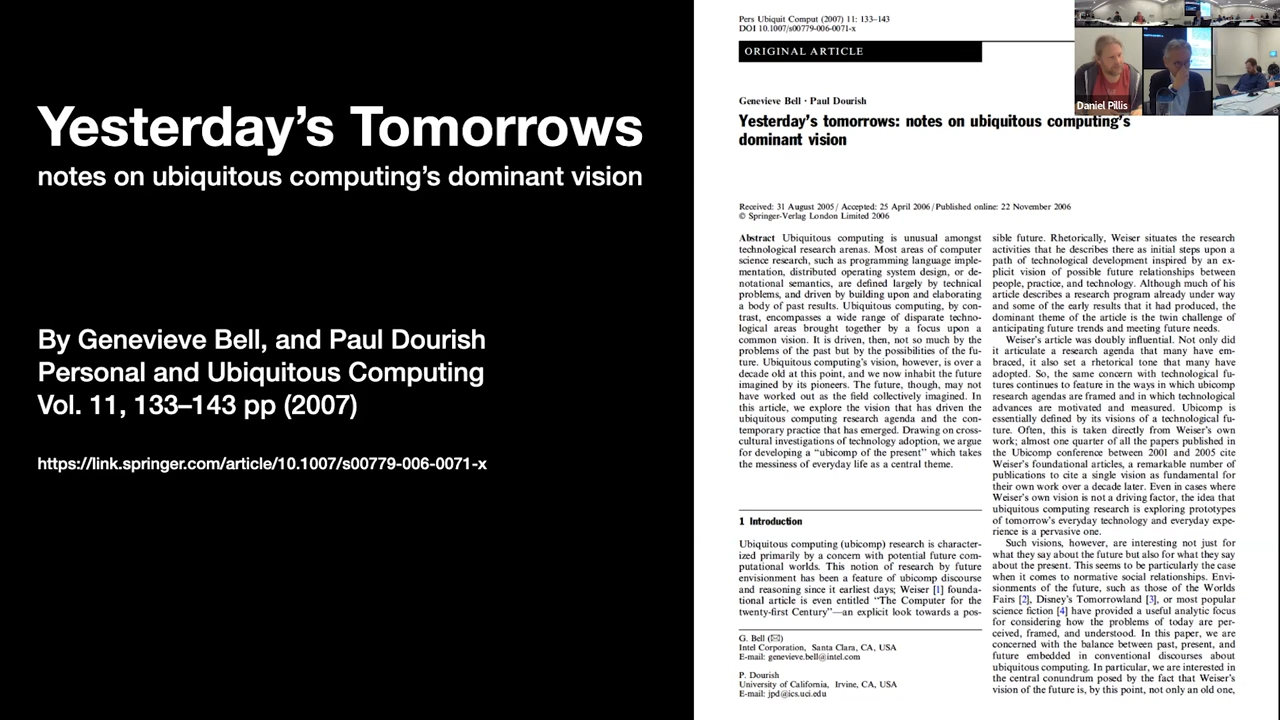 Yesterday's Tomorrows
notes on ubiquitous computing's dominant vision
By Genevieve Bell, and Paul Dourish
Personal and Ubiquitous Computing
Vol. 11, 133–143 pp (2007)
https://link.springer.com/article/10.1007/s00779-006-0071-x
Pers Ubiquit Comput (2007) 11: 133–143
DOI 10.1007/s00779-006-0071-x
ORIGINAL ARTICLE
Genevieve Bell · Paul Dourish
Yesterday's tomorrows: notes on ubiquitous computing's
dominant vision
Received: 31 August 2005 / Accepted: 25 April 2006 / Published online: 22 November 2006
© Springer-Verlag London Limited 2006
Abstract Ubiquitous computing is unusual amongst
technological research arenas. Most areas of computer
science research, such as programming language imple-
mentation, distributed operating system design, or de-
notational semantics, are defined largely by technical
problems, and driven by building upon and elaborating
a body of past results. Ubiquitous computing, by con-
trast, encompasses a wide range of disparate techno-
logical areas brought together by a focus upon a
common vision. It is driven, then, not so much by the
problems of the past but by the possibilities of the fu-
ture. Ubiquitous computing's vision, however, is over a
decade old at this point, and we now inhabit the future
imagined by its pioneers. The future, though, may not
have worked out as the field collectively imagined. In
this article, we explore the vision that has driven the
ubiquitous computing research agenda and the con-
temporary practice that has emerged. Drawing on cross-
cultural investigations of technology adoption, we argue
for developing a "ubicomp of the present" which takes
the messiness of everyday life as a central theme.
1 Introduction
Ubiquitous computing (ubicomp) research is character-
ized primarily by a concern with potential future com-
putational worlds. This notion of research by future
envisionment has been a feature of ubicomp discourse
and reasoning since it earliest days; Weiser [1] founda-
tional article is even entitled "The Computer for the
twenty-first Century"—an explicit look towards a pos-
G. Bell (✉)
Intel Corporation, Santa Clara, CA, USA
E-mail: genevieve.bell@intel.com
P. Dourish
University of California, Irvine, CA, USA
E-mail: jpd@ics.uci.edu
sible future. Rhetorically, Weiser situates the research
activities that he describes there as initial steps upon a
path of technological development inspired by an ex-
plicit vision of possible future relationships between
people, practice, and technology. Although much of his
article describes a research program already under way
and some of the early results that it had produced, the
dominant theme of the article is the twin challenge of
anticipating future trends and meeting future needs.
Weiser's article was doubly influential. Not only did
it articulate a research agenda that many have em-
braced, it also set a rhetorical tone that many have
adopted. So, the same concern with technological fu-
tures continues to feature in the ways in which ubicomp
research agendas are framed and in which technological
advances are motivated and measured. Ubicomp is
essentially defined by its visions of a technological fu-
ture. Often, this is taken directly from Weiser's own
work; almost one quarter of all the papers published in
the Ubicomp conference between 2001 and 2005 cite
Weiser's foundational articles, a remarkable number of
publications to cite a single vision as fundamental for
their own work over a decade later. Even in cases where
Weiser's own vision is not a driving factor, the idea that
ubiquitous computing research is exploring prototypes
of tomorrow's everyday technology and everyday expe-
rience is a pervasive one.
Such visions, however, are interesting not just for
what they say about the future but also for what they say
about the present. This seems to be particularly the case
when it comes to normative social relationships. Envi-
sionments of the future, such as those of the Worlds
Fairs [2], Disney's Tomorrowland [3], or most popular
science fiction [4] have provided a useful analytic focus
for considering how the problems of today are per-
ceived, framed, and understood. In this paper, we are
concerned with the balance between past, present, and
future embedded in conventional discourses about
ubiquitous computing. In particular, we are interested in
the central conundrum posed by the fact that Weiser's
vision of the future is, by this point, not only an old one,
Daniel Pillis